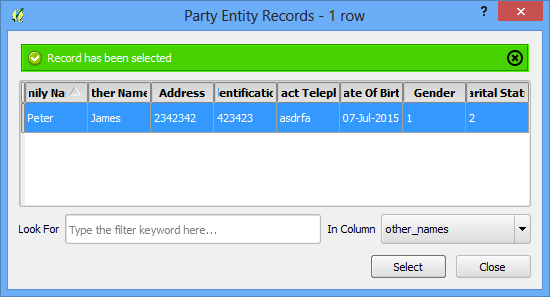 Party Entity Records - 1 row
?
Record has been selected
nily Na ther Name Address lentificatio act Telepl ate Of Birt Gender arital Stat
Peter James 2342342 423423 asdrfa 07-Jul-2015 1 2
Look For Type the filter keyword here... In Column other_names
Select Close